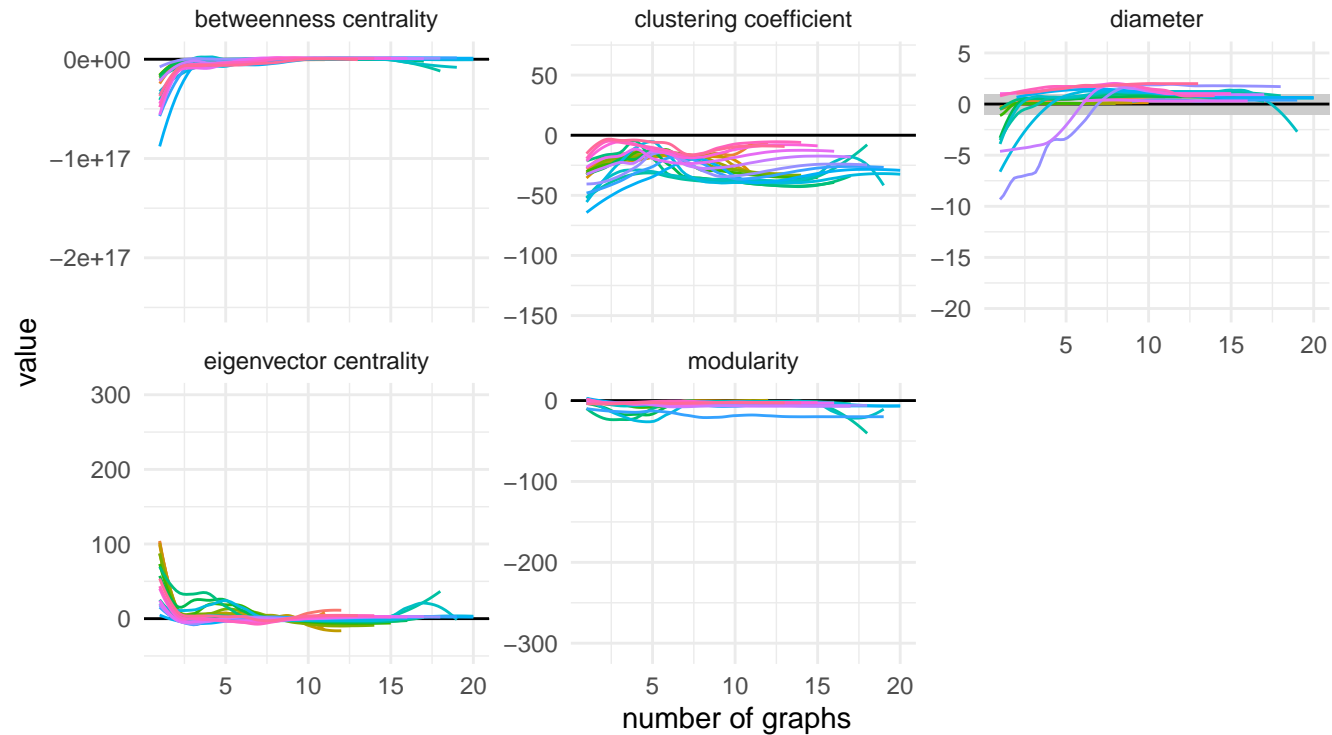 betweenness centrality
clustering coefficient
diameter
0e+00
−1e+17
−2e+17
50
0
−50
−100
−150
5
0
−5
−10
−15
−20
5 10 15 20
value
eigenvector centrality
modularity
300
200
100
0
0
−100
−200
−300
5 10 15 20
5 10 15 20
number of graphs